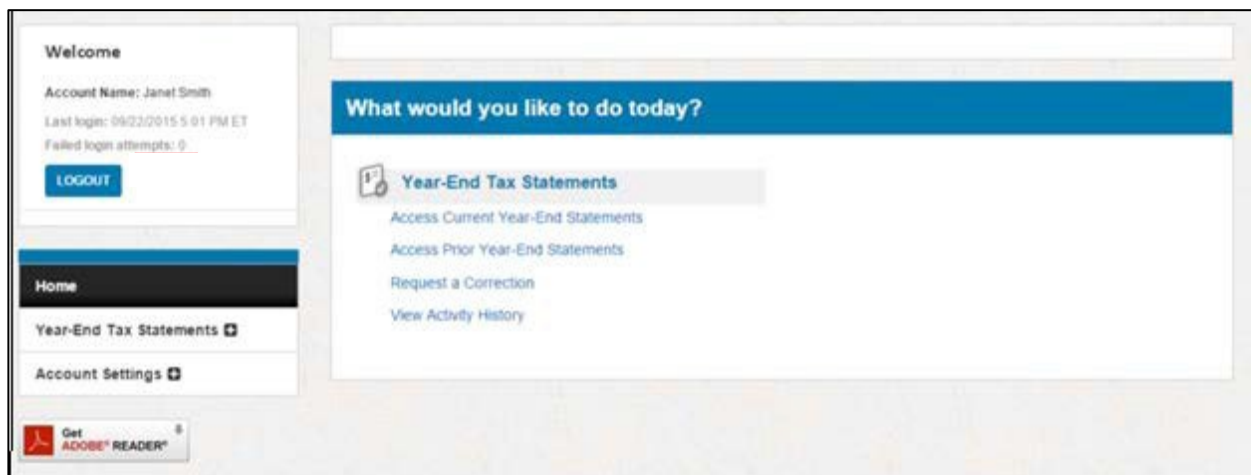 Welcome
Account Name: Janet Smith
Last login: 09/22/2015 5:01 PM ET
Failed login attempts: 0
LOGOUT
Home
Year-End Tax Statements
Account Settings
Get
ADOBE® READER®
What would you like to do today?
Year-End Tax Statements
Access Current Year-End Statements
Access Prior Year-End Statements
Request a Correction
View Activity History